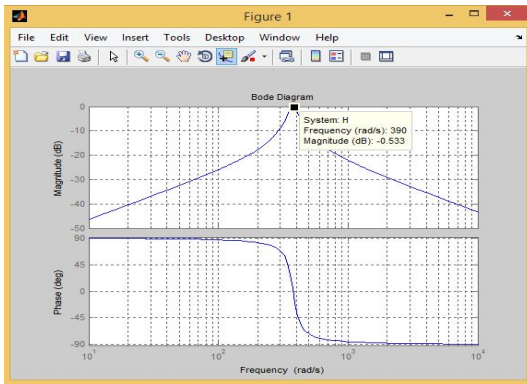 Figure 1
File Edit View Insert Tools Desktop Window Help
Bode Diagram
System: H
Frequency (rad/s): 390
Magnitude (dB): -0.533
Magnitude (dB)
0
-10
-20
-30
-40
-50
Phase (deg)
90
45
0
-45
-90
10^1 10^2 10^3 10^4
Frequency (rad/s)